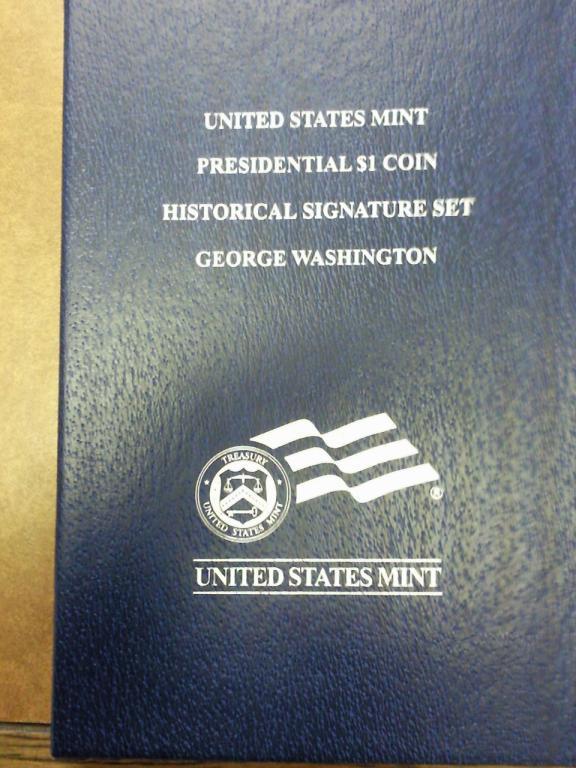 UNITED STATES MINT
PRESIDENTIAL $1 COIN
HISTORICAL SIGNATURE SET
GEORGE WASHINGTON
TREASURY
UNITED STATES MINT
®
UNITED STATES MINT